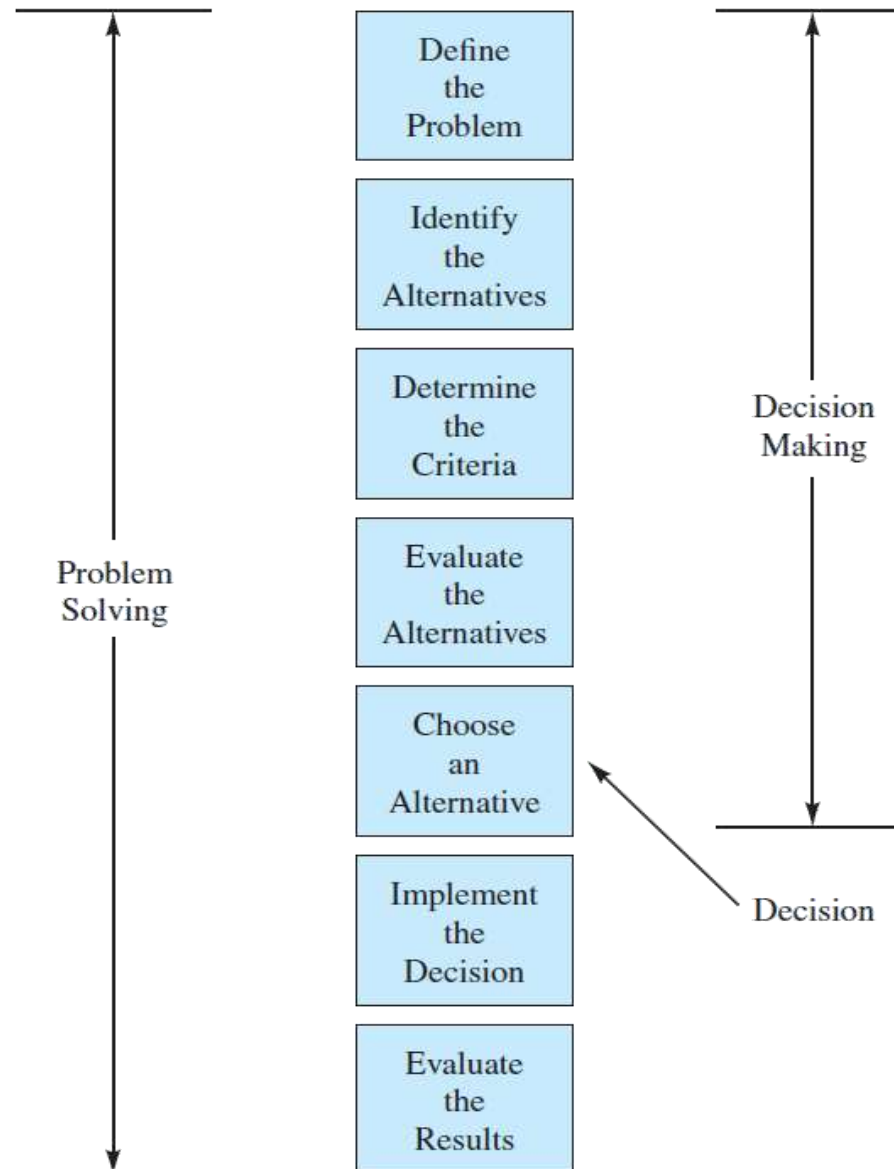 Define
the
Problem
Identify
the
Alternatives
Determine
the
Criteria
Decision
Making
Evaluate
the
Alternatives
Problem
Solving
Choose
an
Alternative
Implement
the
Decision
Decision
Evaluate
the
Results